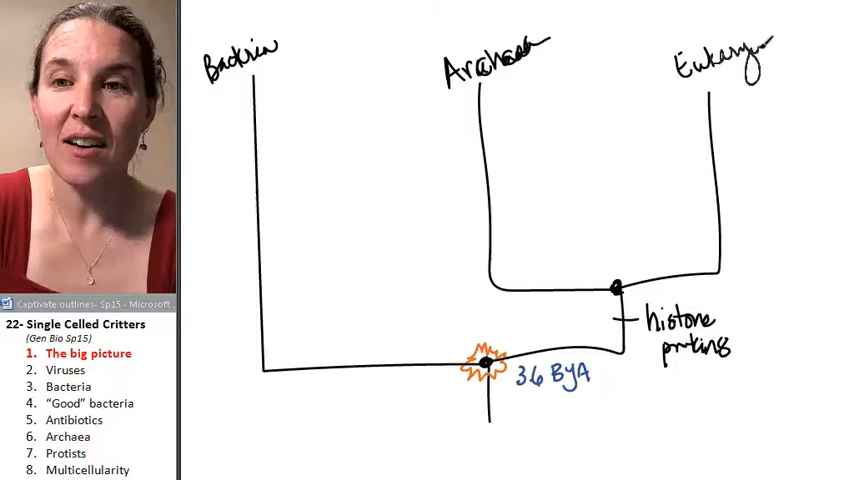 Bacteria
Archaea
Eukarya
histone
proteins
3.6 BYA
Captivate outlines- Sp15 - Microsoft
22- Single Celled Critters
(Gen Bio Sp15)
1. The big picture
2. Viruses
3. Bacteria
4. “Good” bacteria
5. Antibiotics
6. Archaea
7. Protists
8. Multicellularity